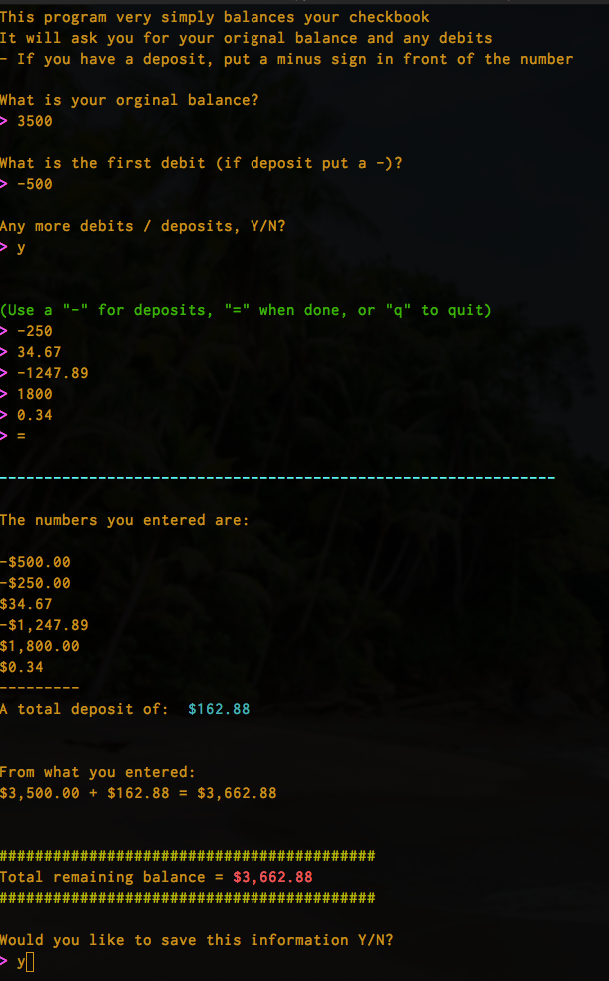 This program very simply balances your checkbook
It will ask you for your orignal balance and any debits
- If you have a deposit, put a minus sign in front of the number
What is your orginal balance?
> 3500
What is the first debit (if deposit put a -)?
> -500
Any more debits / deposits, Y/N?
> y
(Use a "-" for deposits, "=" when done, or "q" to quit)
> -250
> 34.67
> -1247.89
> 1800
> 0.34
> =
--------------------------------------------------------------
The numbers you entered are:
-$500.00
-$250.00
$34.67
-$1,247.89
$1,800.00
$0.34
---------
A total deposit of:  $162.88
From what you entered:
$3,500.00 + $162.88 = $3,662.88
##########################################
Total remaining balance = $3,662.88
##########################################
Would you like to save this information Y/N?
> y